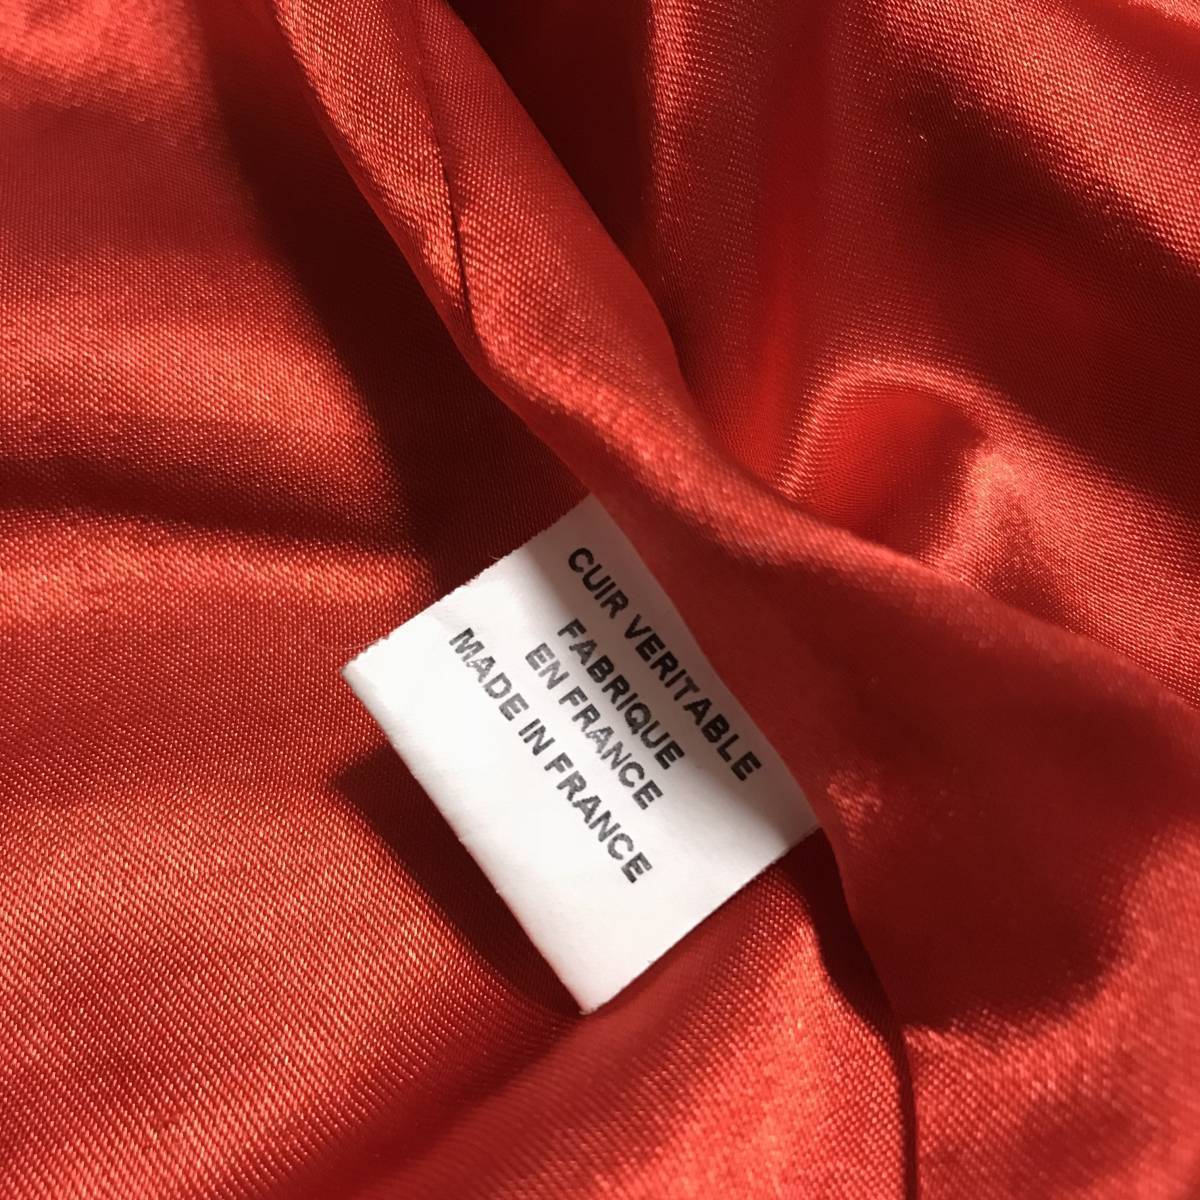 CUIR VERITABLE
FABRIQUE
EN FRANCE
MADE IN FRANCE